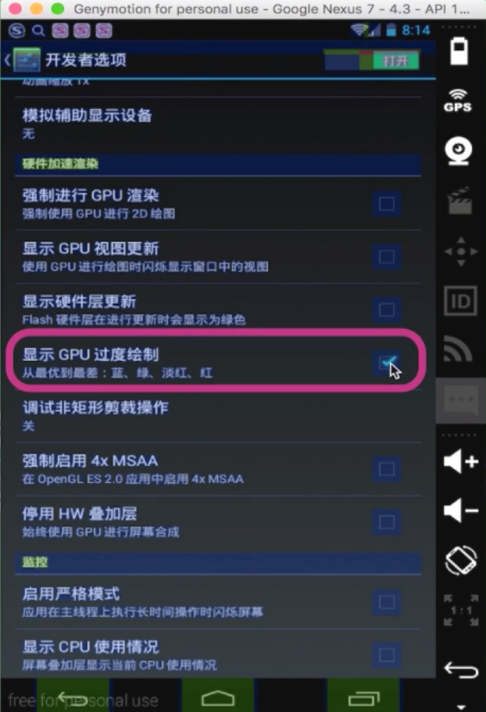 Genymotion for personal use - Google Nexus 7 - 4.3 - API 1...
8:14
开发者选项
打开
动画缩放 1x
模拟辅助显示设备
无
硬件加速渲染
强制进行 GPU 渲染
强制使用 GPU 进行 2D 绘图
显示 GPU 视图更新
使用 GPU 进行绘图时闪烁显示窗口中的视图
显示硬件层更新
Flash 硬件层在进行更新时会显示为绿色
显示 GPU 过度绘制
从最优到最差：蓝、绿、淡红、红
调试非矩形剪裁操作
关
强制启用 4x MSAA
在 OpenGL ES 2.0 应用中启用 4x MSAA
停用 HW 叠加层
始终使用 GPU 进行屏幕合成
监控
启用严格模式
应用在主线程上执行长时间操作时闪烁屏幕
显示 CPU 使用情况
屏幕叠加层显示当前 CPU 使用情况
free for personal use
GPS
ID
1:1